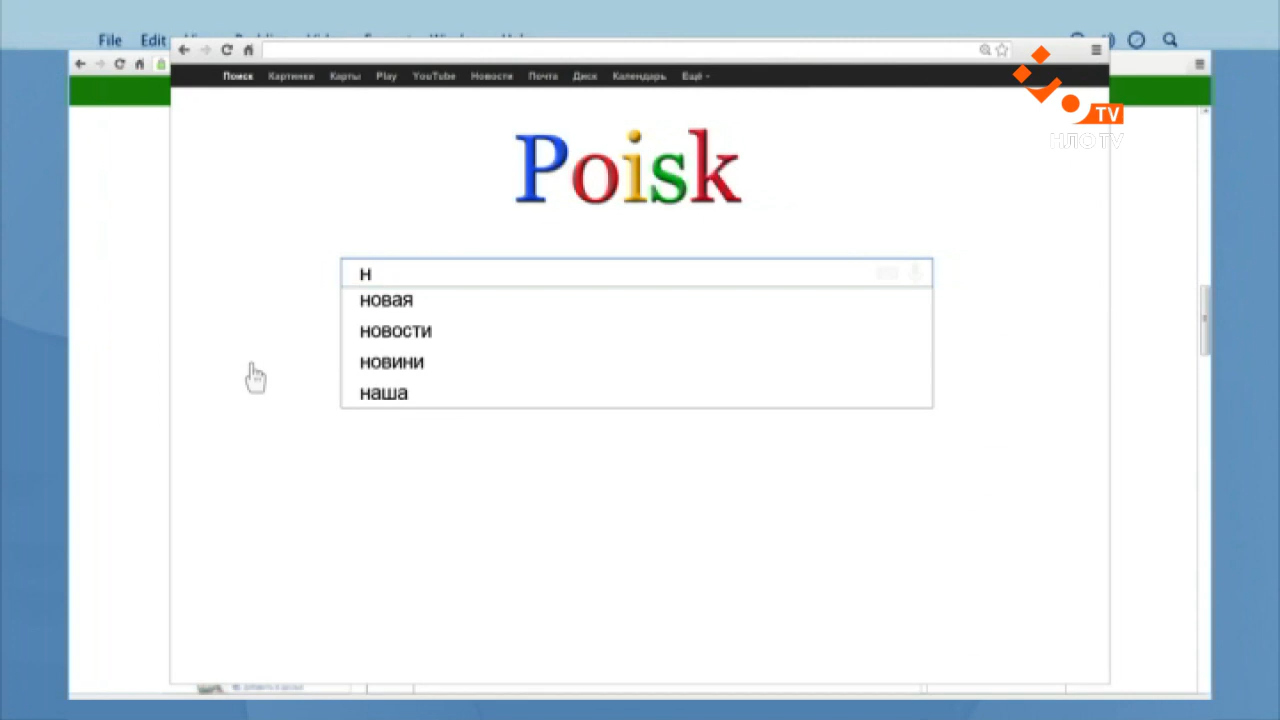 File Edit
Поиск Картинки Карты Play YouTube Новости Почта Диск Календарь Ещё
TV
НЛО TV
Poisk
н
новая
новости
новини
наша